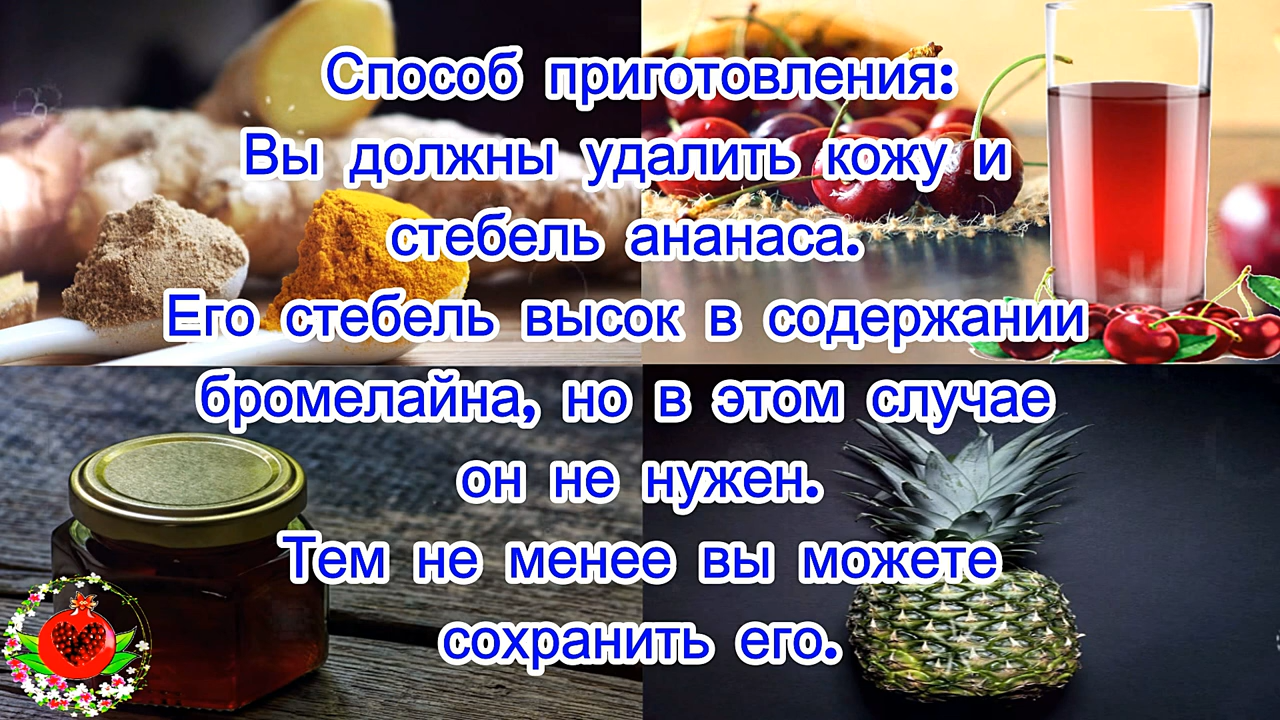 Способ приготовления:
Вы должны удалить кожу и
стебель ананаса.
Его стебель высок в содержании
бромелайна, но в этом случае
он не нужен.
Тем не менее вы можете
сохранить его.